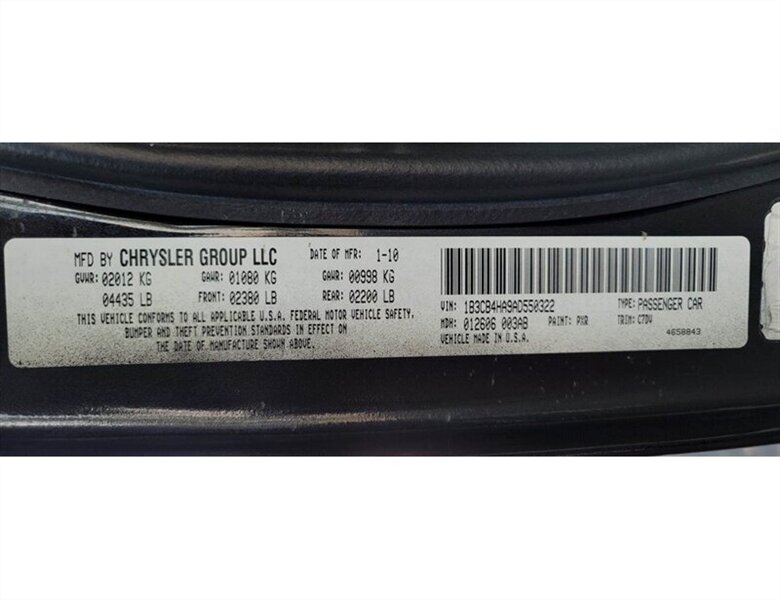 MFD BY CHRYSLER GROUP LLC DATE OF MFR: 1-10
GVWR: 02012 KG GAWR: 01080 KG GAWR: 00998 KG
04435 LB FRONT: 02380 LB REAR: 02200 LB
THIS VEHICLE CONFORMS TO ALL APPLICABLE U.S.A. FEDERAL MOTOR VEHICLE SAFETY,
BUMPER AND THEFT PREVENTION STANDARDS IN EFFECT ON
THE DATE OF MANUFACTURE SHOWN ABOVE.
VIN: 1B3CB4HA9AD550322 TYPE: PASSENGER CAR
MDH: 012606 003AB PAINT: PXR TRIM: C7DV
VEHICLE MADE IN U.S.A. 4658843